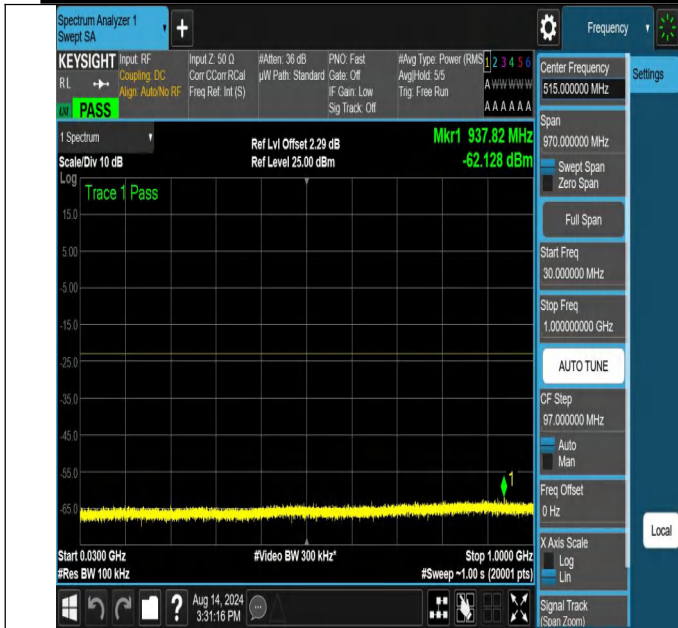 Spectrum Analyzer 1
Swept SA
+
Frequency
KEYSIGHT
RL
LXI
PASS
Input: RF
Coupling: DC
Align: Auto/No RF
Input Z: 50 Ω
Corr CCorr RCal
Freq Ref: Int (S)
#Atten: 36 dB
µW Path: Standard
PNO: Fast
Gate: Off
IF Gain: Low
Sig Track: Off
#Avg Type: Power (RMS
Avg|Hold: 5/5
Trig: Free Run
1 2 3 4 5 6
A W W W W W
A A A A A A
1 Spectrum
Scale/Div 10 dB
Ref Lvl Offset 2.29 dB
Ref Level 25.00 dBm
Mkr1 937.82 MHz
-62.128 dBm
Log
Trace 1 Pass
15.0
5.00
-5.00
-15.0
-25.0
-35.0
-45.0
-55.0
-65.0
1
Start 0.0300 GHz
#Res BW 100 kHz
#Video BW 300 kHz*
Stop 1.0000 GHz
#Sweep ~1.00 s (20001 pts)
Center Frequency
515.000000 MHz
Settings
Span
970.000000 MHz
Swept Span
Zero Span
Full Span
Start Freq
30.000000 MHz
Stop Freq
1.000000000 GHz
AUTO TUNE
CF Step
97.000000 MHz
Auto
Man
Freq Offset
0 Hz
Local
X Axis Scale
Log
Lin
Signal Track
(Span Zoom)
?
Aug 14, 2024
3:31:16 PM